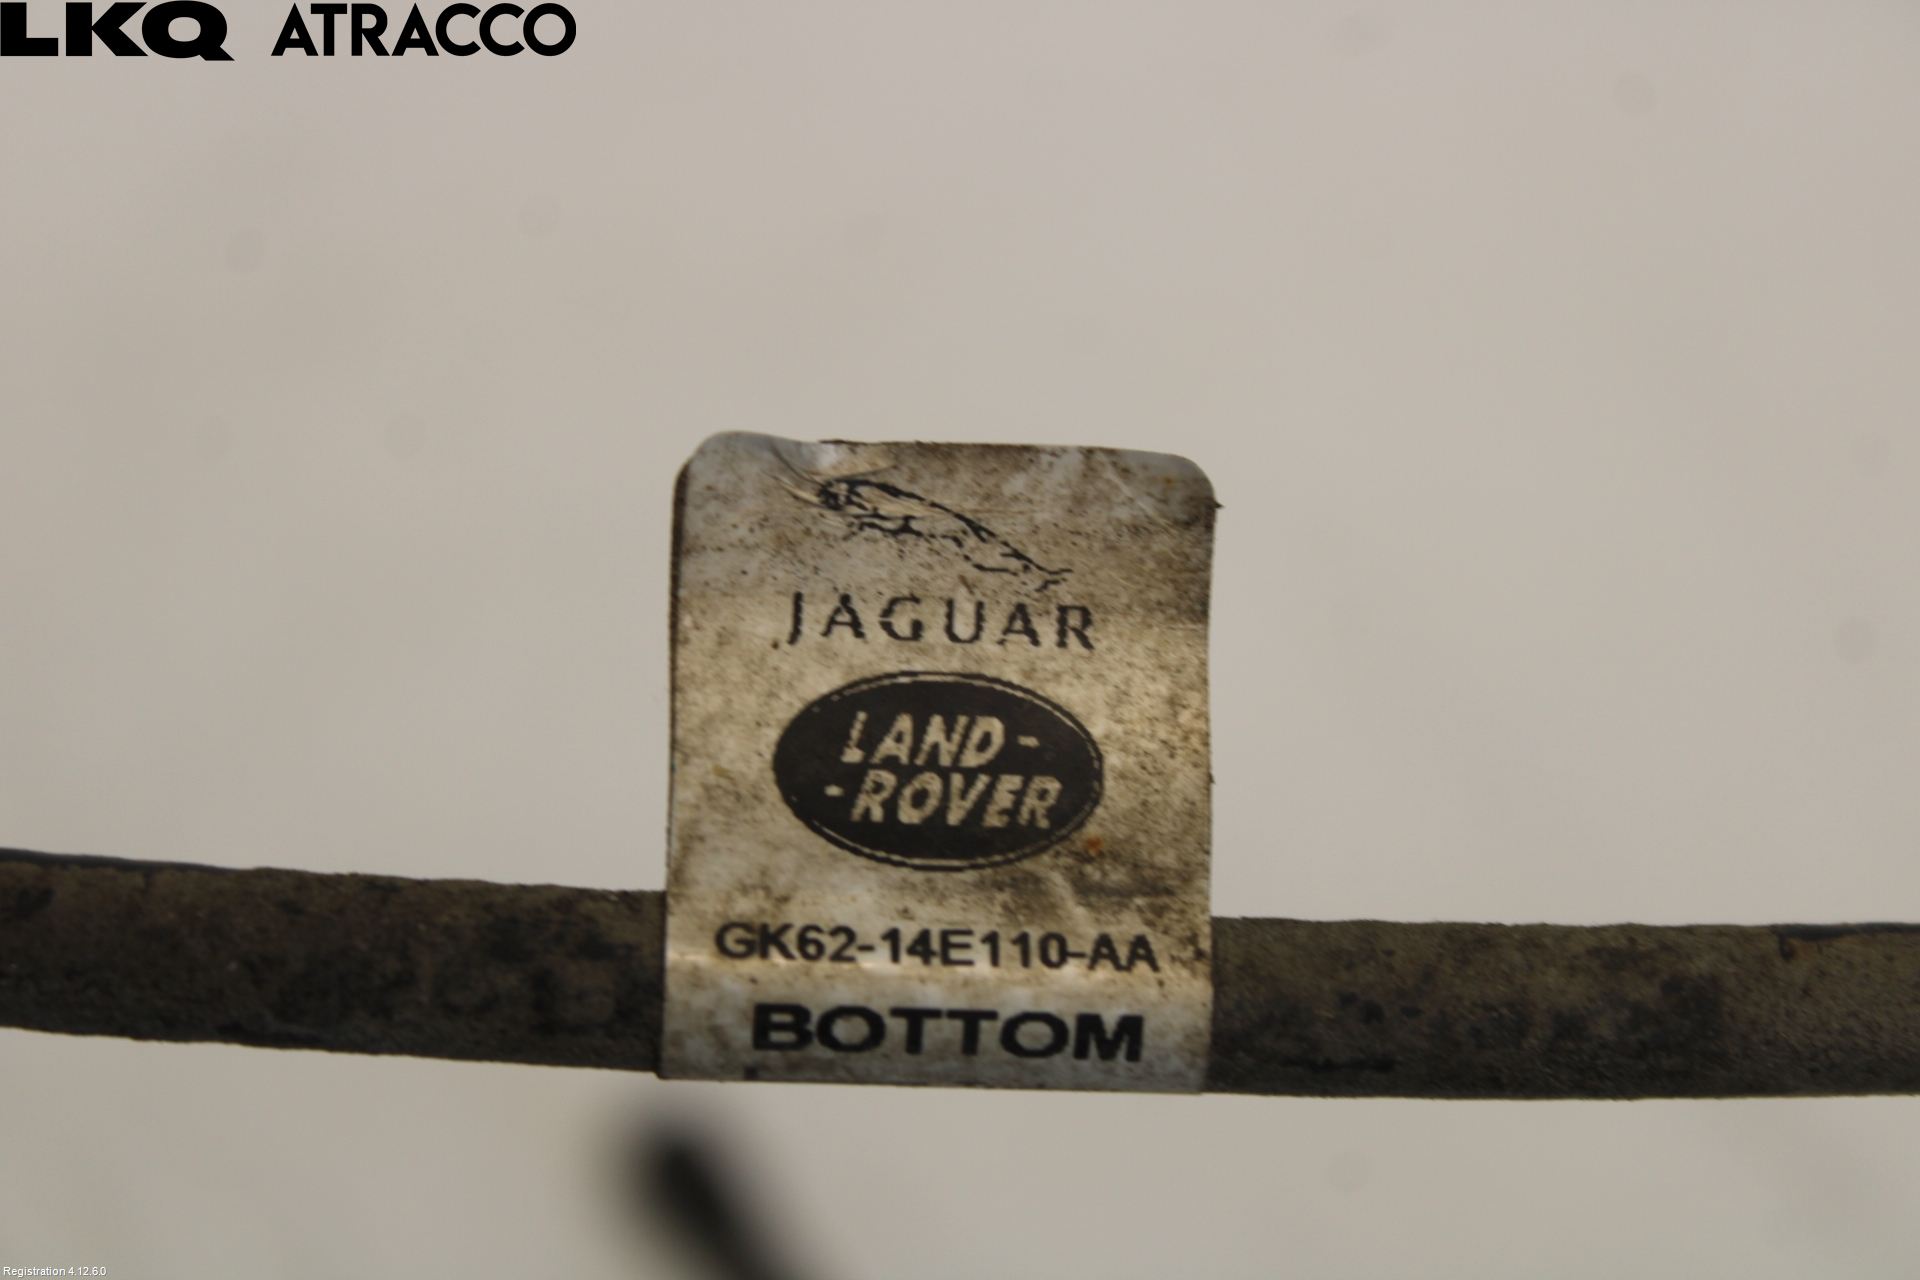 LKQ ATRACCO
JAGUAR
LAND-
-ROVER
GK62-14E110-AA
BOTTOM
Registration 4.12.6.0